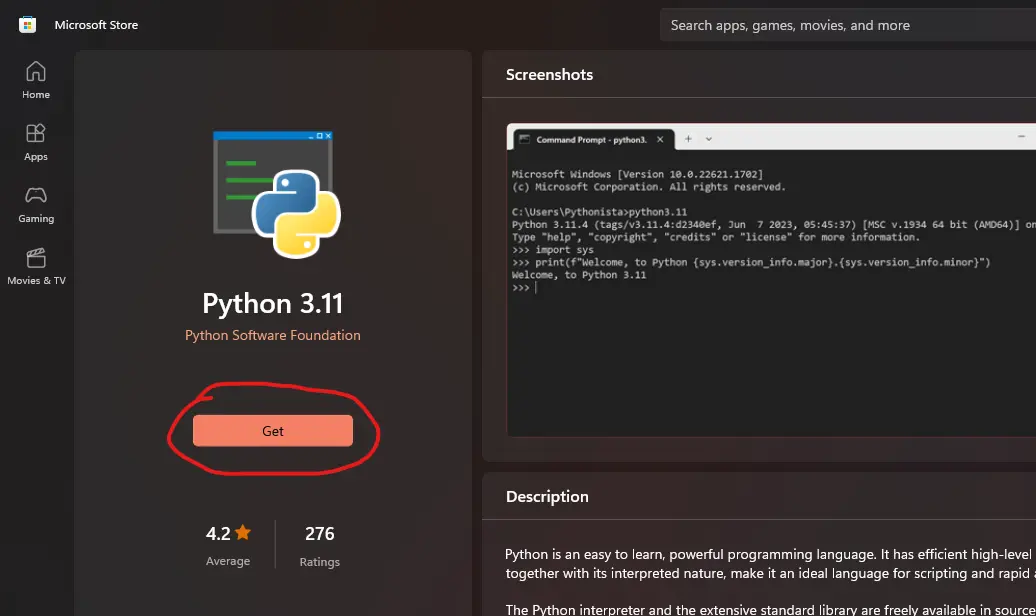 Microsoft Store
Search apps, games, movies, and more
Home
Apps
Gaming
Movies & TV
Python 3.11
Python Software Foundation
Get
4.2
Average
276
Ratings
Screenshots
Command Prompt - python3.
Microsoft Windows [Version 10.0.22621.1702]
(c) Microsoft Corporation. All rights reserved.
C:\Users\Pythonista>python3.11
Python 3.11.4 (tags/v3.11.4:d2340ef, Jun  7 2023, 05:45:37) [MSC v.1934 64 bit (AMD64)] on
Type "help", "copyright", "credits" or "license" for more information.
>>> import sys
>>> print(f"Welcome, to Python {sys.version_info.major}.{sys.version_info.minor}")
Welcome, to Python 3.11
>>>
Description
Python is an easy to learn, powerful programming language. It has efficient high-level
together with its interpreted nature, make it an ideal language for scripting and rapid
The Python interpreter and the extensive standard library are freely available in source